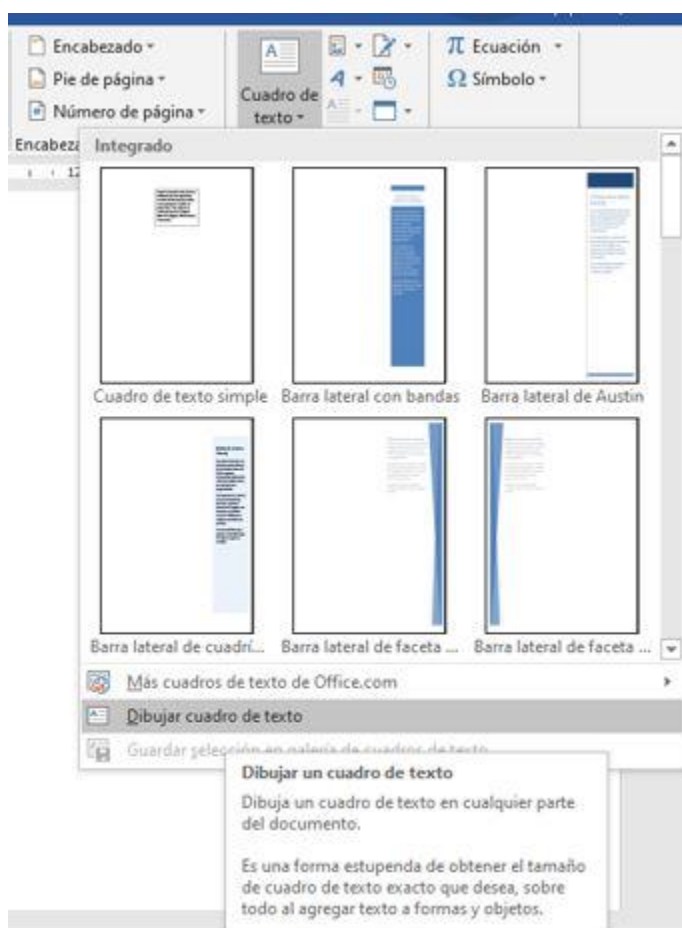 Encabezado
Pie de página
Número de página
Cuadro de
texto
π Ecuación
Ω Símbolo
Encabeza
Integrado
12
Cuadro de texto simple
Barra lateral con bandas
Barra lateral de Austin
Barra lateral de cuadrí...
Barra lateral de faceta ...
Barra lateral de faceta ...
Más cuadros de texto de Office.com
Dibujar cuadro de texto
Guardar selección en galería de cuadros de texto
Dibujar un cuadro de texto
Dibuja un cuadro de texto en cualquier parte
del documento.
Es una forma estupenda de obtener el tamaño
de cuadro de texto exacto que desea, sobre
todo al agregar texto a formas y objetos.